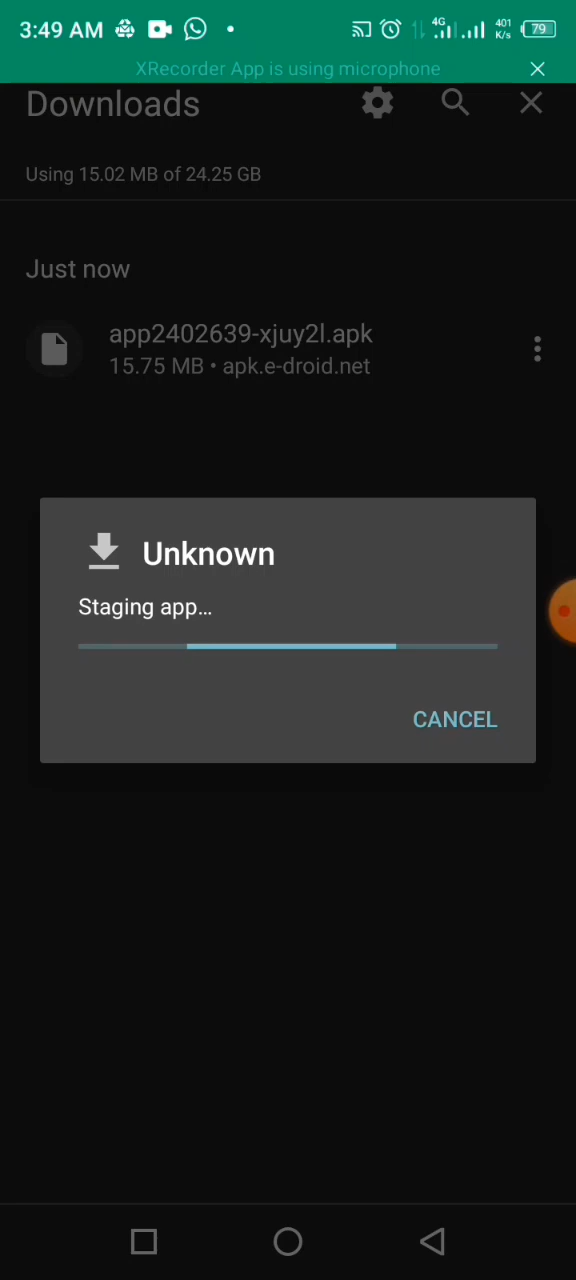 3:49 AM 4G 401 K/s 79
XRecorder App is using microphone
Downloads
Using 15.02 MB of 24.25 GB
Just now
app2402639-xjuy2l.apk
15.75 MB • apk.e-droid.net
Unknown
Staging app...
CANCEL